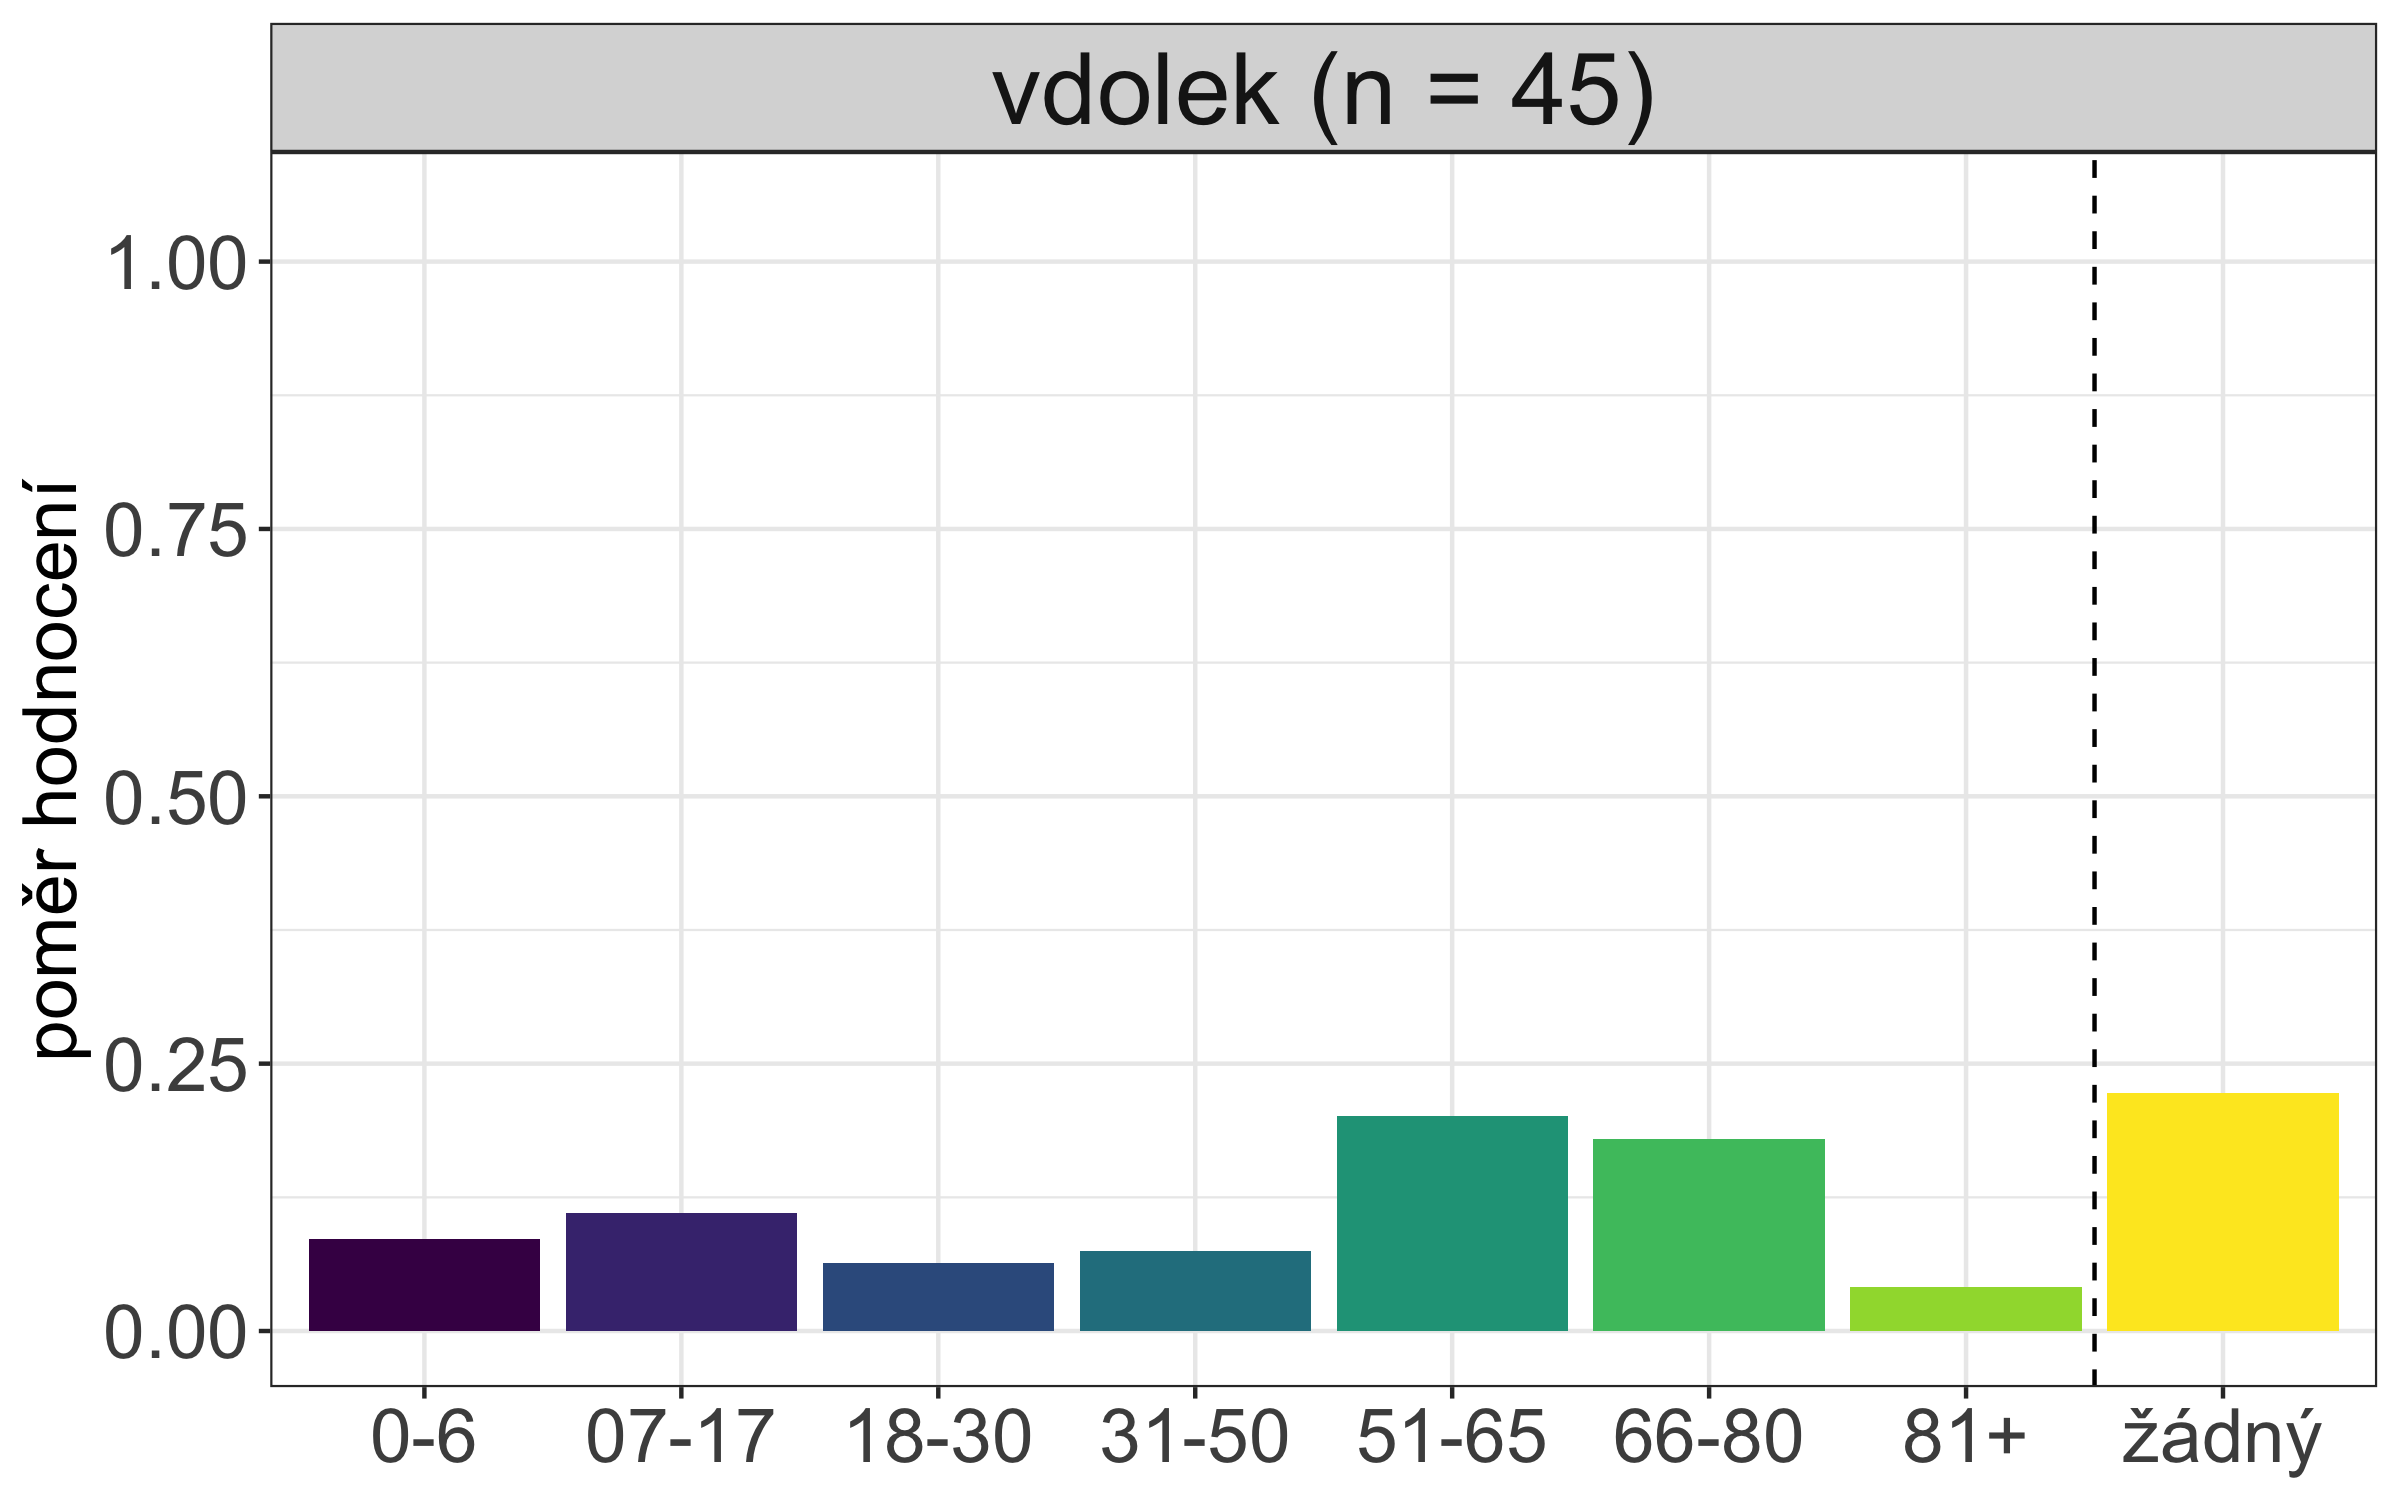 vdolek (n = 45)
poměr hodnocení
1.00
0.75
0.50
0.25
0.00
0-6 07-17 18-30 31-50 51-65 66-80 81+ žádný